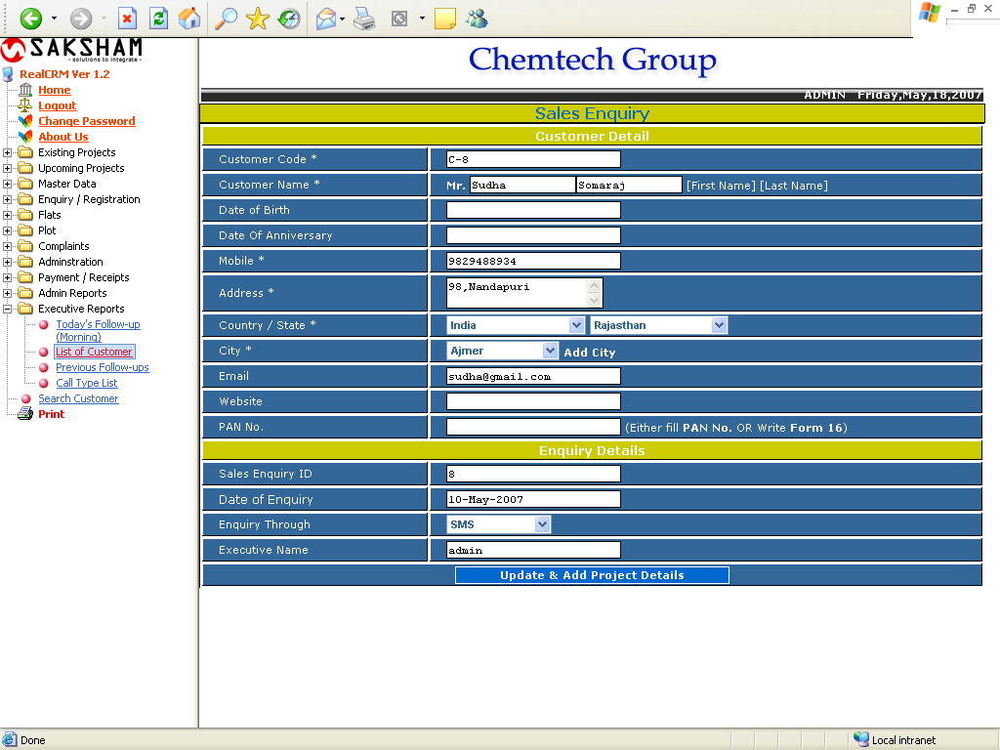 SAKSHAM
- solutions to integrate -
RealCRM Ver 1.2
Home
Logout
Change Password
About Us
Existing Projects
Upcoming Projects
Master Data
Enquiry / Registration
Flats
Plot
Complaints
Adminstration
Payment / Receipts
Admin Reports
Executive Reports
Today's Follow-up
(Morning)
List of Customer
Previous Follow-ups
Call Type List
Search Customer
Print
Chemtech Group
ADMIN Friday,May,18,2007
Sales Enquiry
Customer Detail
Customer Code * C-8
Customer Name * Mr. Sudha Somaraj [First Name] [Last Name]
Date of Birth
Date Of Anniversary
Mobile * 9829488934
Address * 98,Nandapuri
Country / State * India Rajasthan
City * Ajmer Add City
Email sudha@gmail.com
Website
PAN No. (Either fill PAN No. OR Write Form 16)
Enquiry Details
Sales Enquiry ID 8
Date of Enquiry 10-May-2007
Enquiry Through SMS
Executive Name admin
Update & Add Project Details
Done Local intranet